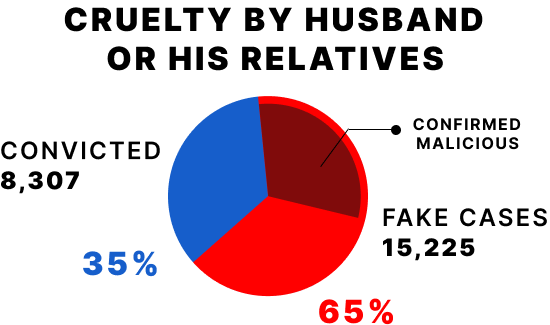 CRUELTY BY HUSBAND
OR HIS RELATIVES
CONFIRMED
MALICIOUS
CONVICTED
8,307
FAKE CASES
15,225
35%
65%